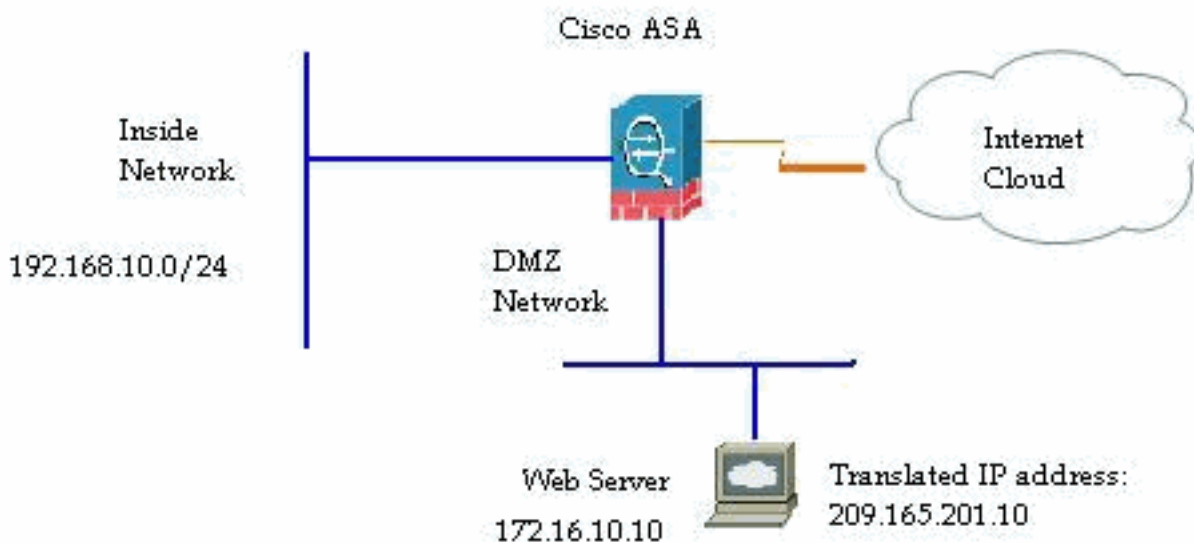 Cisco ASA
Inside
Network
Internet
Cloud
192.168.10.0/24
DMZ
Network
Web Server
172.16.10.10
Translated IP address:
209.165.201.10